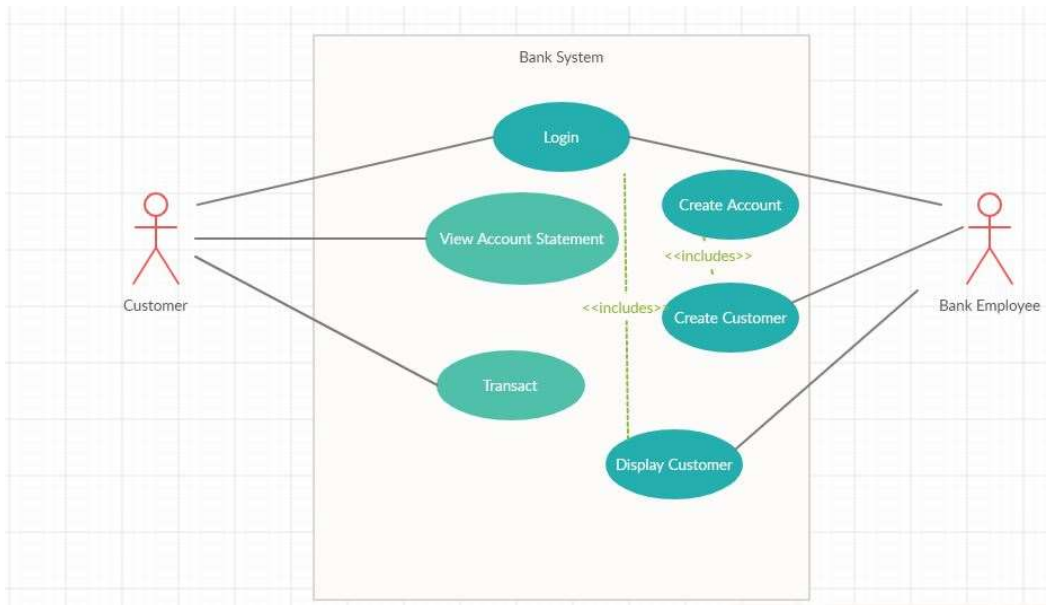 Bank System
Login
Create Account
View Account Statement
<<includes>>
Customer
<<includes>>
Create Customer
Bank Employee
Transact
Display Customer